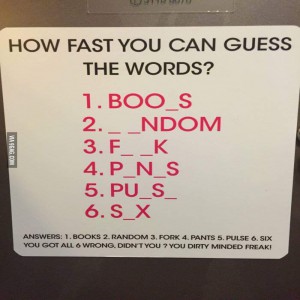 HOW FAST YOU CAN GUESS
THE WORDS?
1. BOO_S
2. _ _NDOM
3. F_ _K
4. P_N_S
5. PU_S_
6. S_X
ANSWERS: 1. BOOKS 2. RANDOM 3. FORK 4. PANTS 5. PULSE 6. SIX
YOU GOT ALL 6 WRONG, DIDN'T YOU ? YOU DIRTY MINDED FREAK!
VIA 9GAG.COM